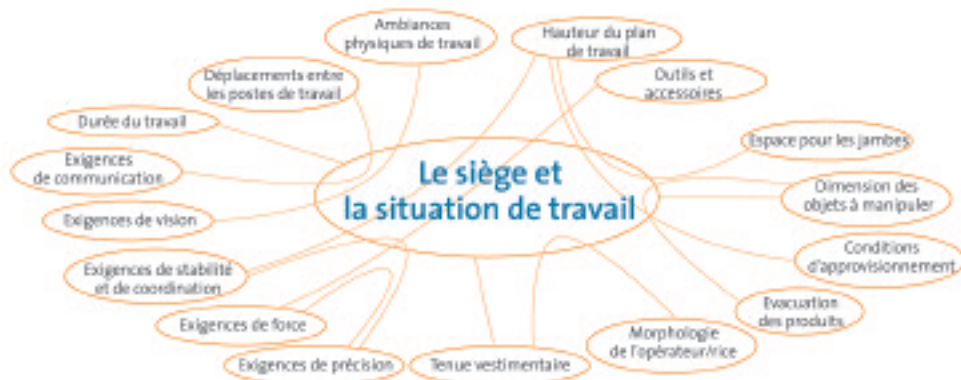 Ambiances
physiques de travail
Hauteur du plan
de travail
Déplacements entre
les postes de travail
Outils et
accessoires
Durée du travail
Espace pour les jambes
Exigences
de communication
Le siège et
la situation de travail
Dimension des
objets à manipuler
Exigences de vision
Conditions
d'approvisionnement
Exigences de stabilité
et de coordination
Evacuation
des produits
Exigences de force
Morphologie
de l'opérateur/rice
Exigences de précision
Tenue vestimentaire